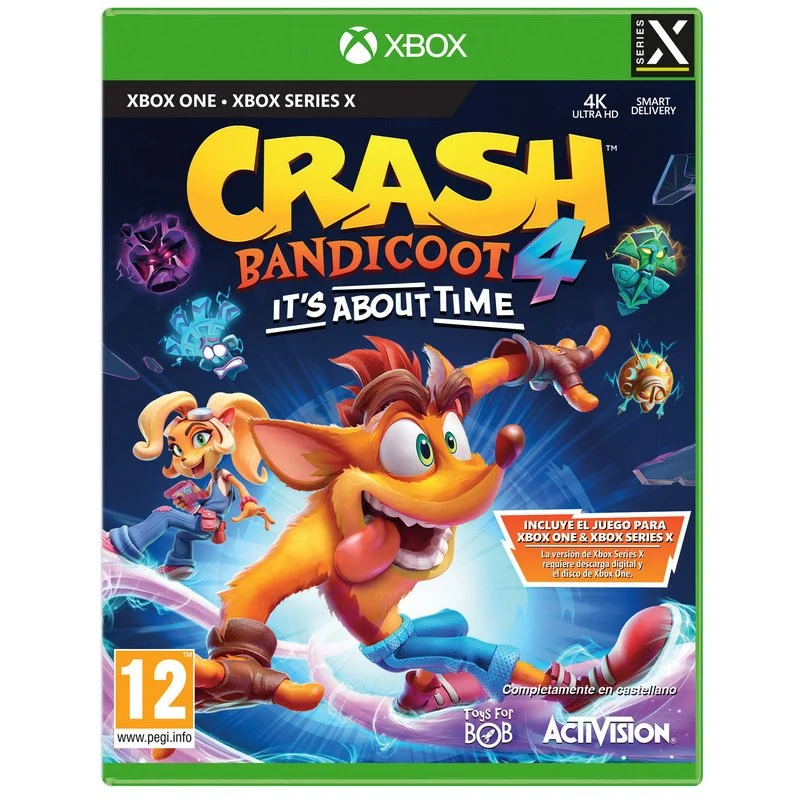 XBOX
SERIES X
XBOX ONE • XBOX SERIES X
4K
ULTRA HD
SMART
DELIVERY
CRASH™
BANDICOOT 4
IT'S ABOUT TIME
INCLUYE EL JUEGO PARA
XBOX ONE & XBOX SERIES X
La versión de Xbox Series X
requiere descarga digital y
el disco de Xbox One.
Completamente en castellano
12™
www.pegi.info
Toys For
BOB
ACTIVISION®